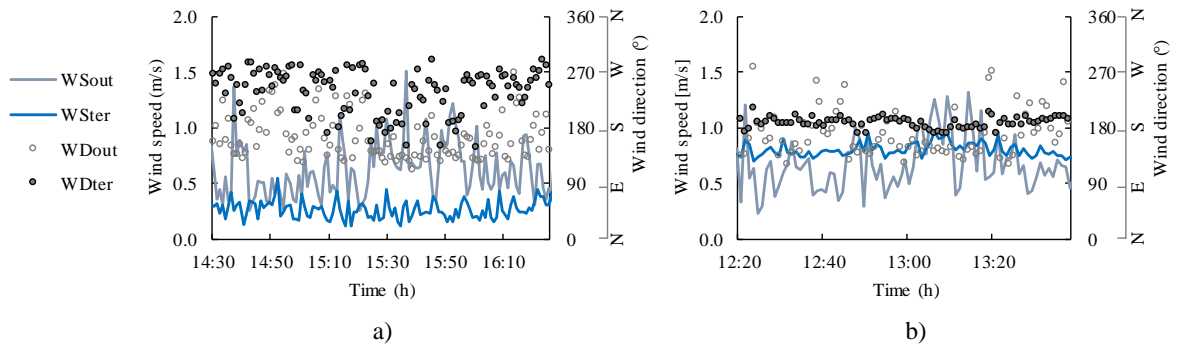 WSout
WSter
WDout
WDter
2.0
1.5
1.0
0.5
0.0
Wind speed (m/s)
14:30 14:50 15:10 15:30 15:50 16:10
Time (h)
360
270
180
90
0
N
W
S
E
N
Wind direction (°)
a)
2.0
1.5
1.0
0.5
0.0
Wind speed [m/s]
12:20 12:40 13:00 13:20
Time (h)
360
270
180
90
0
N
W
S
E
N
Wind direction (°)
b)